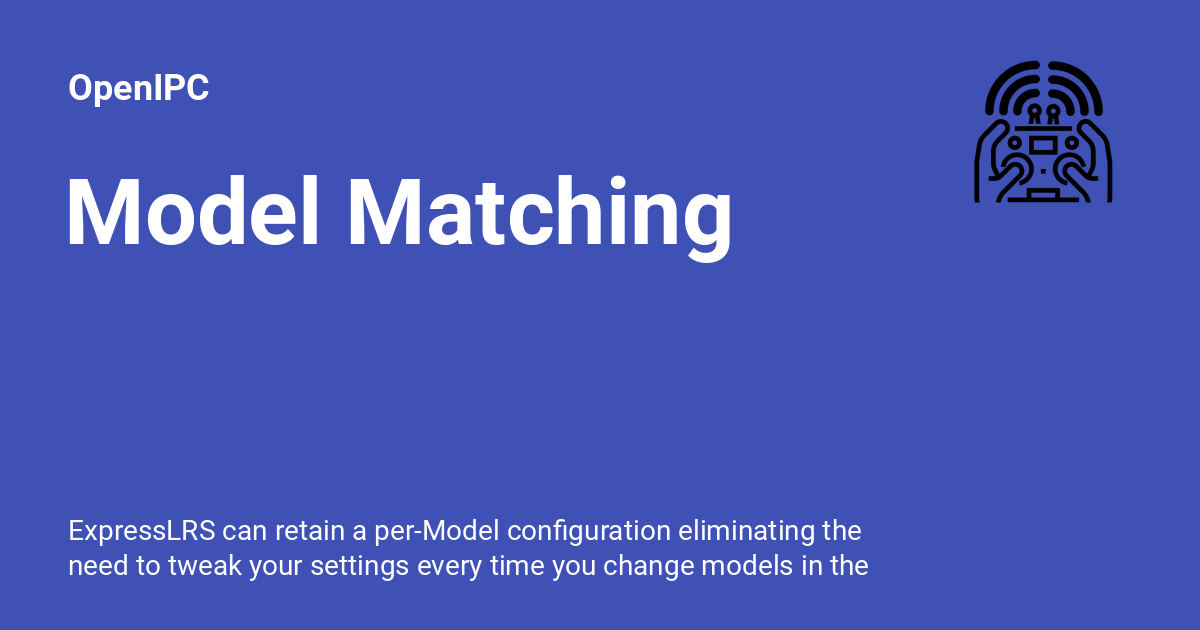 OpenIPC
Model Matching
ExpressLRS can retain a per-Model configuration eliminating the
need to tweak your settings every time you change models in the